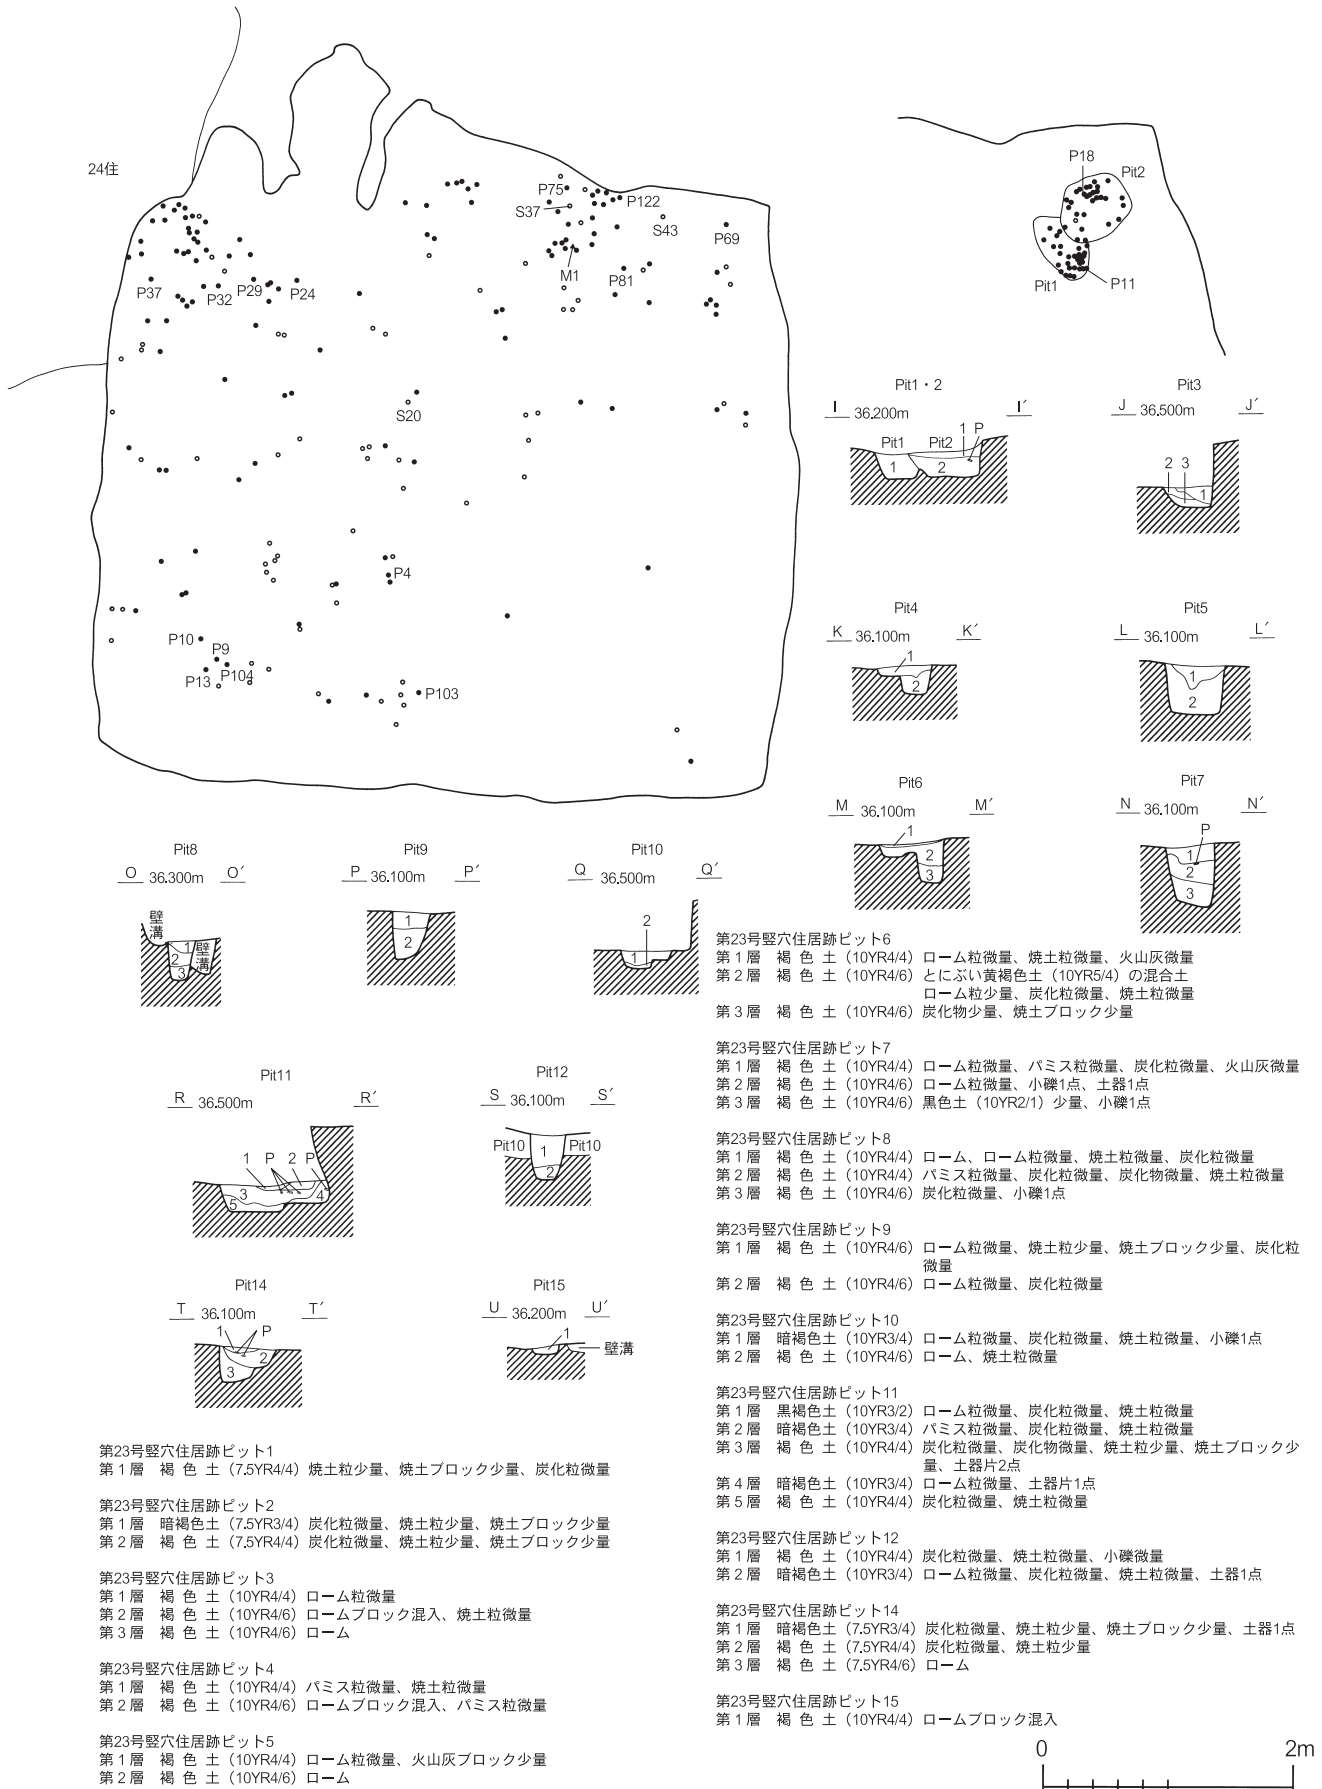 24住
P75
P122
S37
S43
P69
M1
P81
P37
P32
P29
P24
S20
P4
P10
P9
P13
P104
P103
P18
Pit2
Pit1
P11
Pit1・2
I 36.200m I´
Pit1 Pit2 1 P
1 2
Pit3
J 36.500m J´
2 3
1
Pit4
K 36.100m K´
1
2
Pit5
L 36.100m L´
1
2
Pit6
M 36.100m M´
1
2
3
Pit7
N 36.100m N´
P
1
2
3
Pit8
O 36.300m O´
壁溝
1
2
3
壁溝
Pit9
P 36.100m P´
1
2
Pit10
Q 36.500m Q´
2
1
Pit11
R 36.500m R´
1 P 2 P
3 4
5
Pit12
S 36.100m S´
Pit10 1 Pit10
2
Pit14
T 36.100m T´
1 P
2
3
Pit15
U 36.200m U´
1
壁溝
第23号竪穴住居跡ピット1
第1層 褐色土（7.5YR4/4）焼土粒少量、焼土ブロック少量、炭化粒微量
第23号竪穴住居跡ピット2
第1層 暗褐色土（7.5YR3/4）炭化粒微量、焼土粒少量、焼土ブロック少量
第2層 褐色土（7.5YR4/4）炭化粒微量、焼土粒少量、焼土ブロック少量
第23号竪穴住居跡ピット3
第1層 褐色土（10YR4/4）ローム粒微量
第2層 褐色土（10YR4/6）ロームブロック混入、焼土粒微量
第3層 褐色土（10YR4/6）ローム
第23号竪穴住居跡ピット4
第1層 褐色土（10YR4/4）パミス粒微量、焼土粒微量
第2層 褐色土（10YR4/6）ロームブロック混入、パミス粒微量
第23号竪穴住居跡ピット5
第1層 褐色土（10YR4/4）ローム粒微量、火山灰ブロック少量
第2層 褐色土（10YR4/6）ローム
第23号竪穴住居跡ピット6
第1層 褐色土（10YR4/4）ローム粒微量、焼土粒微量、火山灰微量
第2層 褐色土（10YR4/6）とにぶい黄褐色土（10YR5/4）の混合土
ローム粒少量、炭化粒微量、焼土粒微量
第3層 褐色土（10YR4/6）炭化物少量、焼土ブロック少量
第23号竪穴住居跡ピット7
第1層 褐色土（10YR4/4）ローム粒微量、パミス粒微量、炭化粒微量、火山灰微量
第2層 褐色土（10YR4/6）ローム粒微量、小礫1点、土器1点
第3層 褐色土（10YR4/6）黒色土（10YR2/1）少量、小礫1点
第23号竪穴住居跡ピット8
第1層 褐色土（10YR4/4）ローム、ローム粒微量、焼土粒微量、炭化粒微量
第2層 褐色土（10YR4/4）パミス粒微量、炭化粒微量、炭化物微量、焼土粒微量
第3層 褐色土（10YR4/6）炭化粒微量、小礫1点
第23号竪穴住居跡ピット9
第1層 褐色土（10YR4/6）ローム粒微量、焼土粒少量、焼土ブロック少量、炭化粒
微量
第2層 褐色土（10YR4/6）ローム粒微量、炭化粒微量
第23号竪穴住居跡ピット10
第1層 暗褐色土（10YR3/4）ローム粒微量、炭化粒微量、焼土粒微量、小礫1点
第2層 褐色土（10YR4/6）ローム、焼土粒微量
第23号竪穴住居跡ピット11
第1層 黒褐色土（10YR3/2）ローム粒微量、炭化粒微量、焼土粒微量
第2層 暗褐色土（10YR3/4）パミス粒微量、炭化粒微量、焼土粒微量
第3層 褐色土（10YR4/4）炭化粒微量、炭化物微量、焼土粒少量、焼土ブロック少
量、土器片2点
第4層 暗褐色土（10YR3/4）ローム粒微量、土器片1点
第5層 褐色土（10YR4/4）炭化粒微量、焼土粒微量
第23号竪穴住居跡ピット12
第1層 褐色土（10YR4/4）炭化粒微量、焼土粒微量、小礫微量
第2層 暗褐色土（10YR3/4）ローム粒微量、炭化粒微量、焼土粒微量、土器1点
第23号竪穴住居跡ピット14
第1層 暗褐色土（7.5YR3/4）炭化粒微量、焼土粒少量、焼土ブロック少量、土器1点
第2層 褐色土（7.5YR4/4）炭化粒微量、焼土粒少量
第3層 褐色土（7.5YR4/6）ローム
第23号竪穴住居跡ピット15
第1層 褐色土（10YR4/4）ロームブロック混入
0 2m